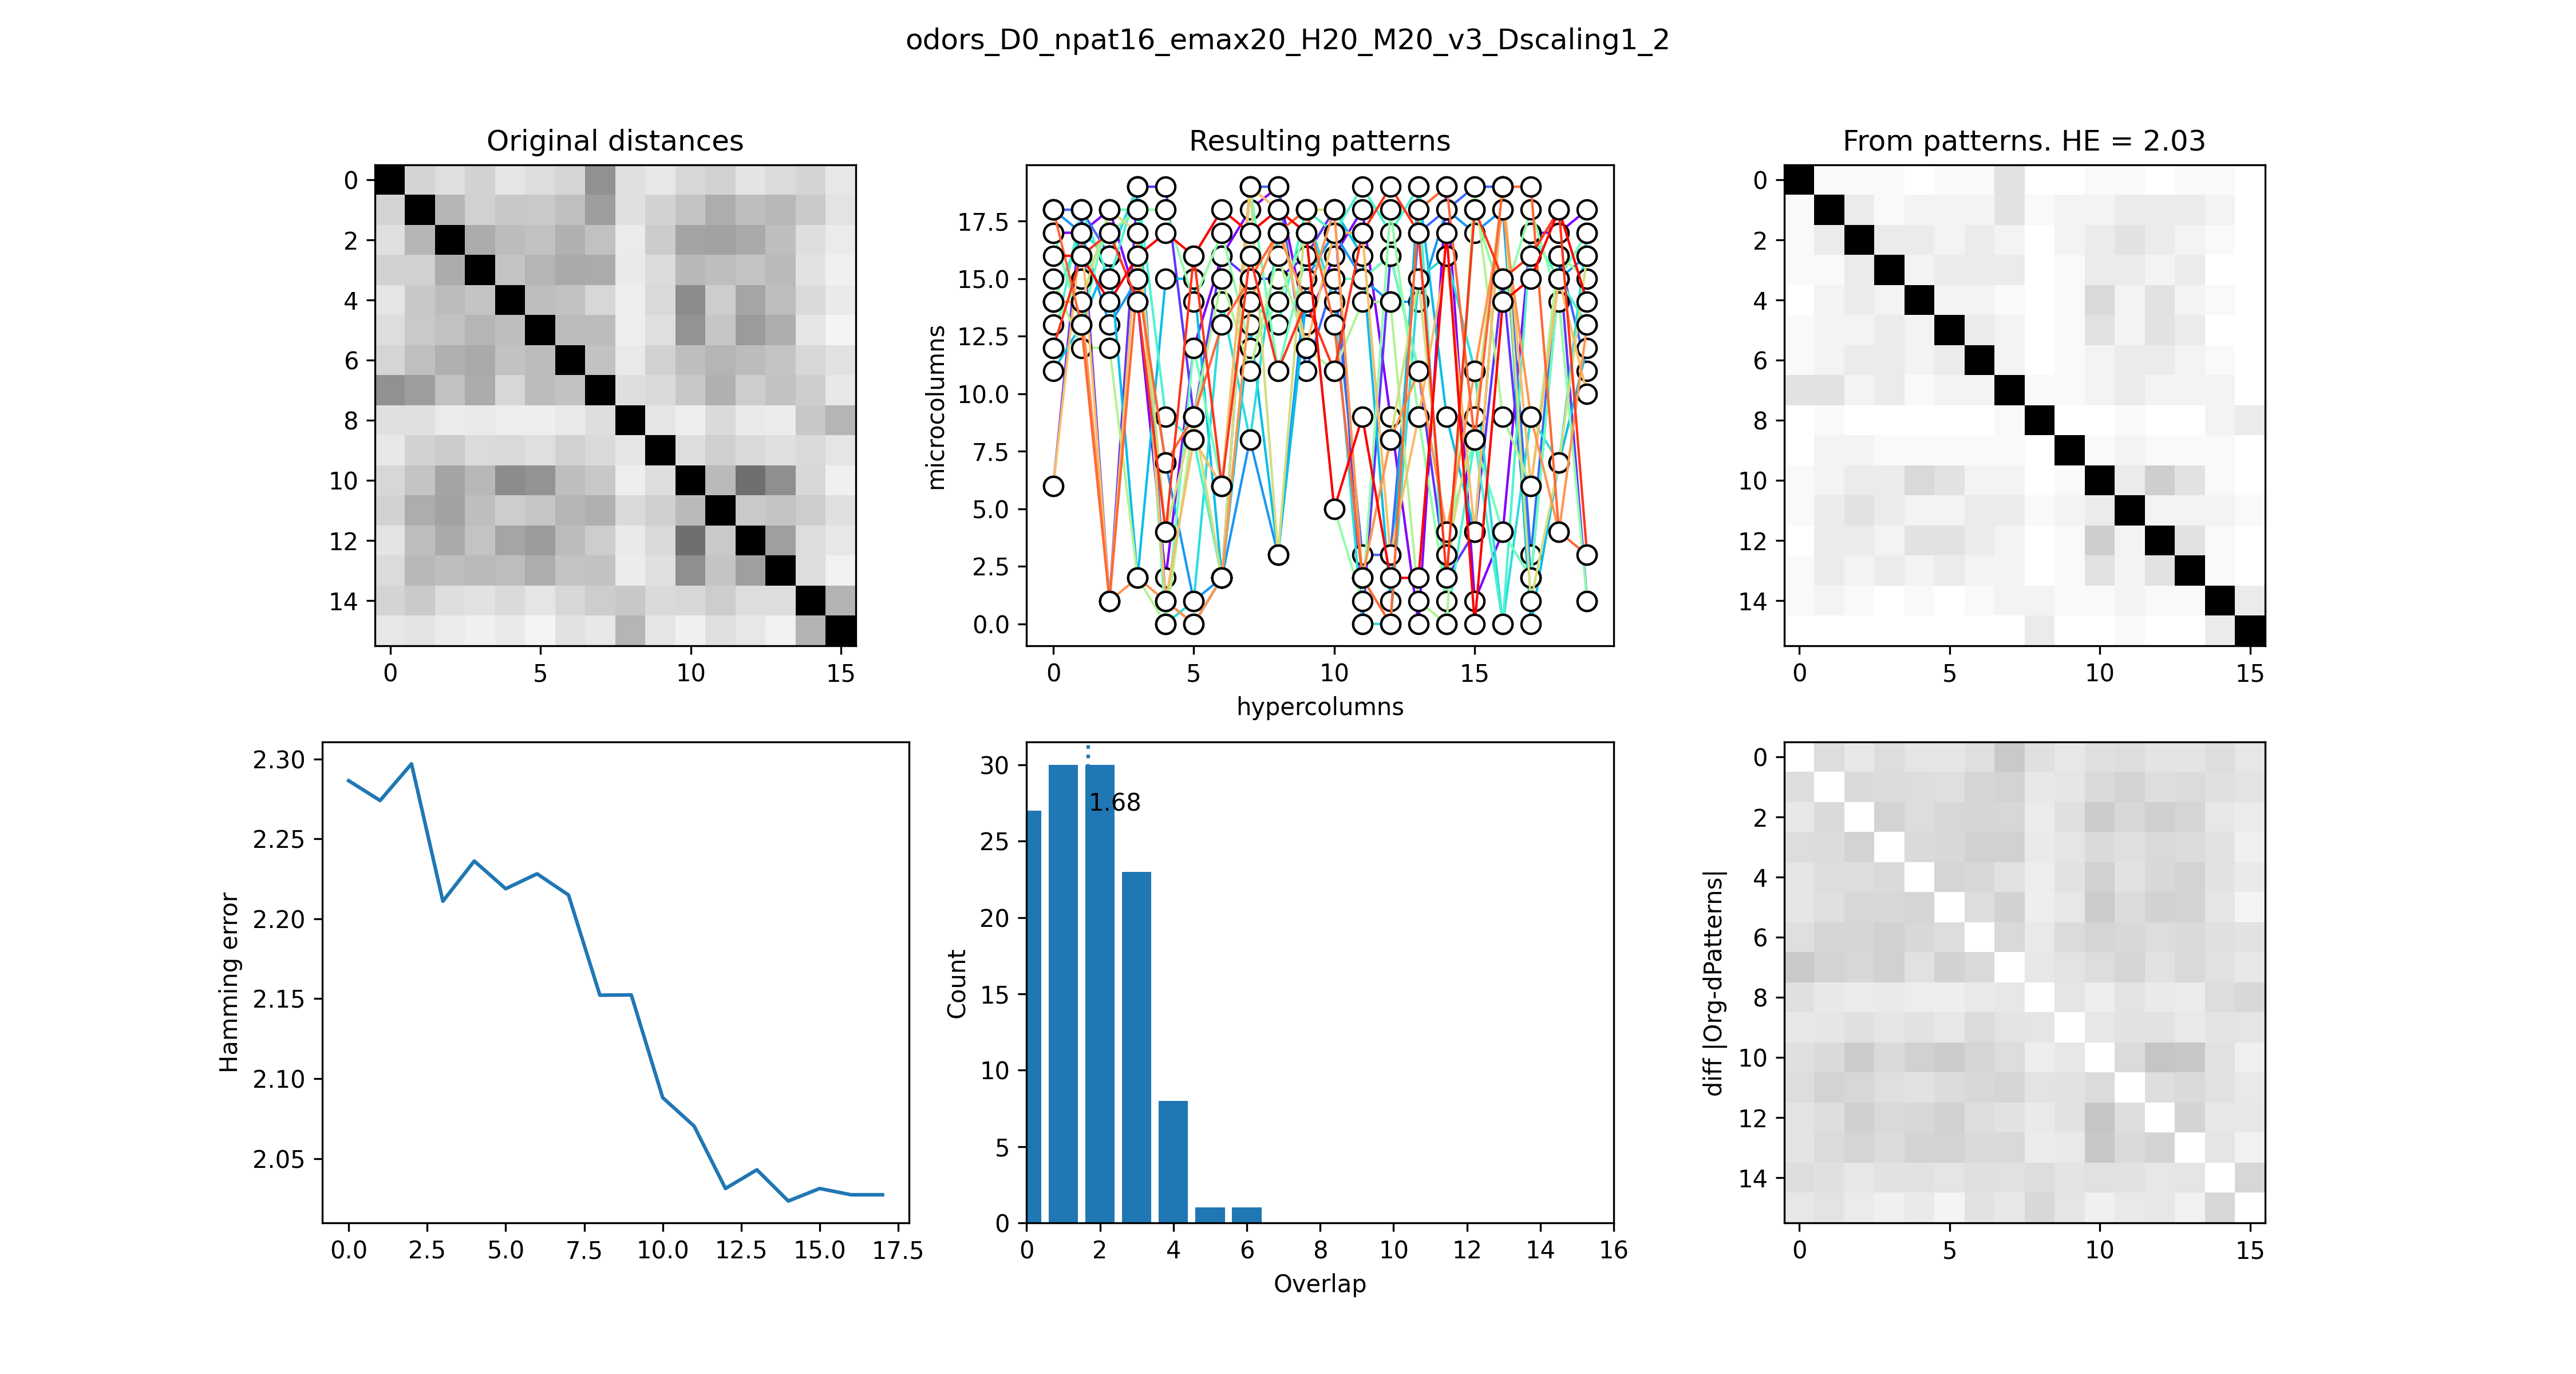 odors_D0_npat16_emax20_H20_M20_v3_Dscaling1_2
Original distances
0
2
4
6
8
10
12
14
0 5 10 15
Resulting patterns
microcolumns
17.5
15.0
12.5
10.0
7.5
5.0
2.5
0.0
0 5 10 15
hypercolumns
From patterns. HE = 2.03
0
2
4
6
8
10
12
14
0 5 10 15
Hamming error
2.30
2.25
2.20
2.15
2.10
2.05
0.0 2.5 5.0 7.5 10.0 12.5 15.0 17.5
Count
30
25
20
15
10
5
0
1.68
0 2 4 6 8 10 12 14 16
Overlap
diff |Org-dPatterns|
0
2
4
6
8
10
12
14
0 5 10 15